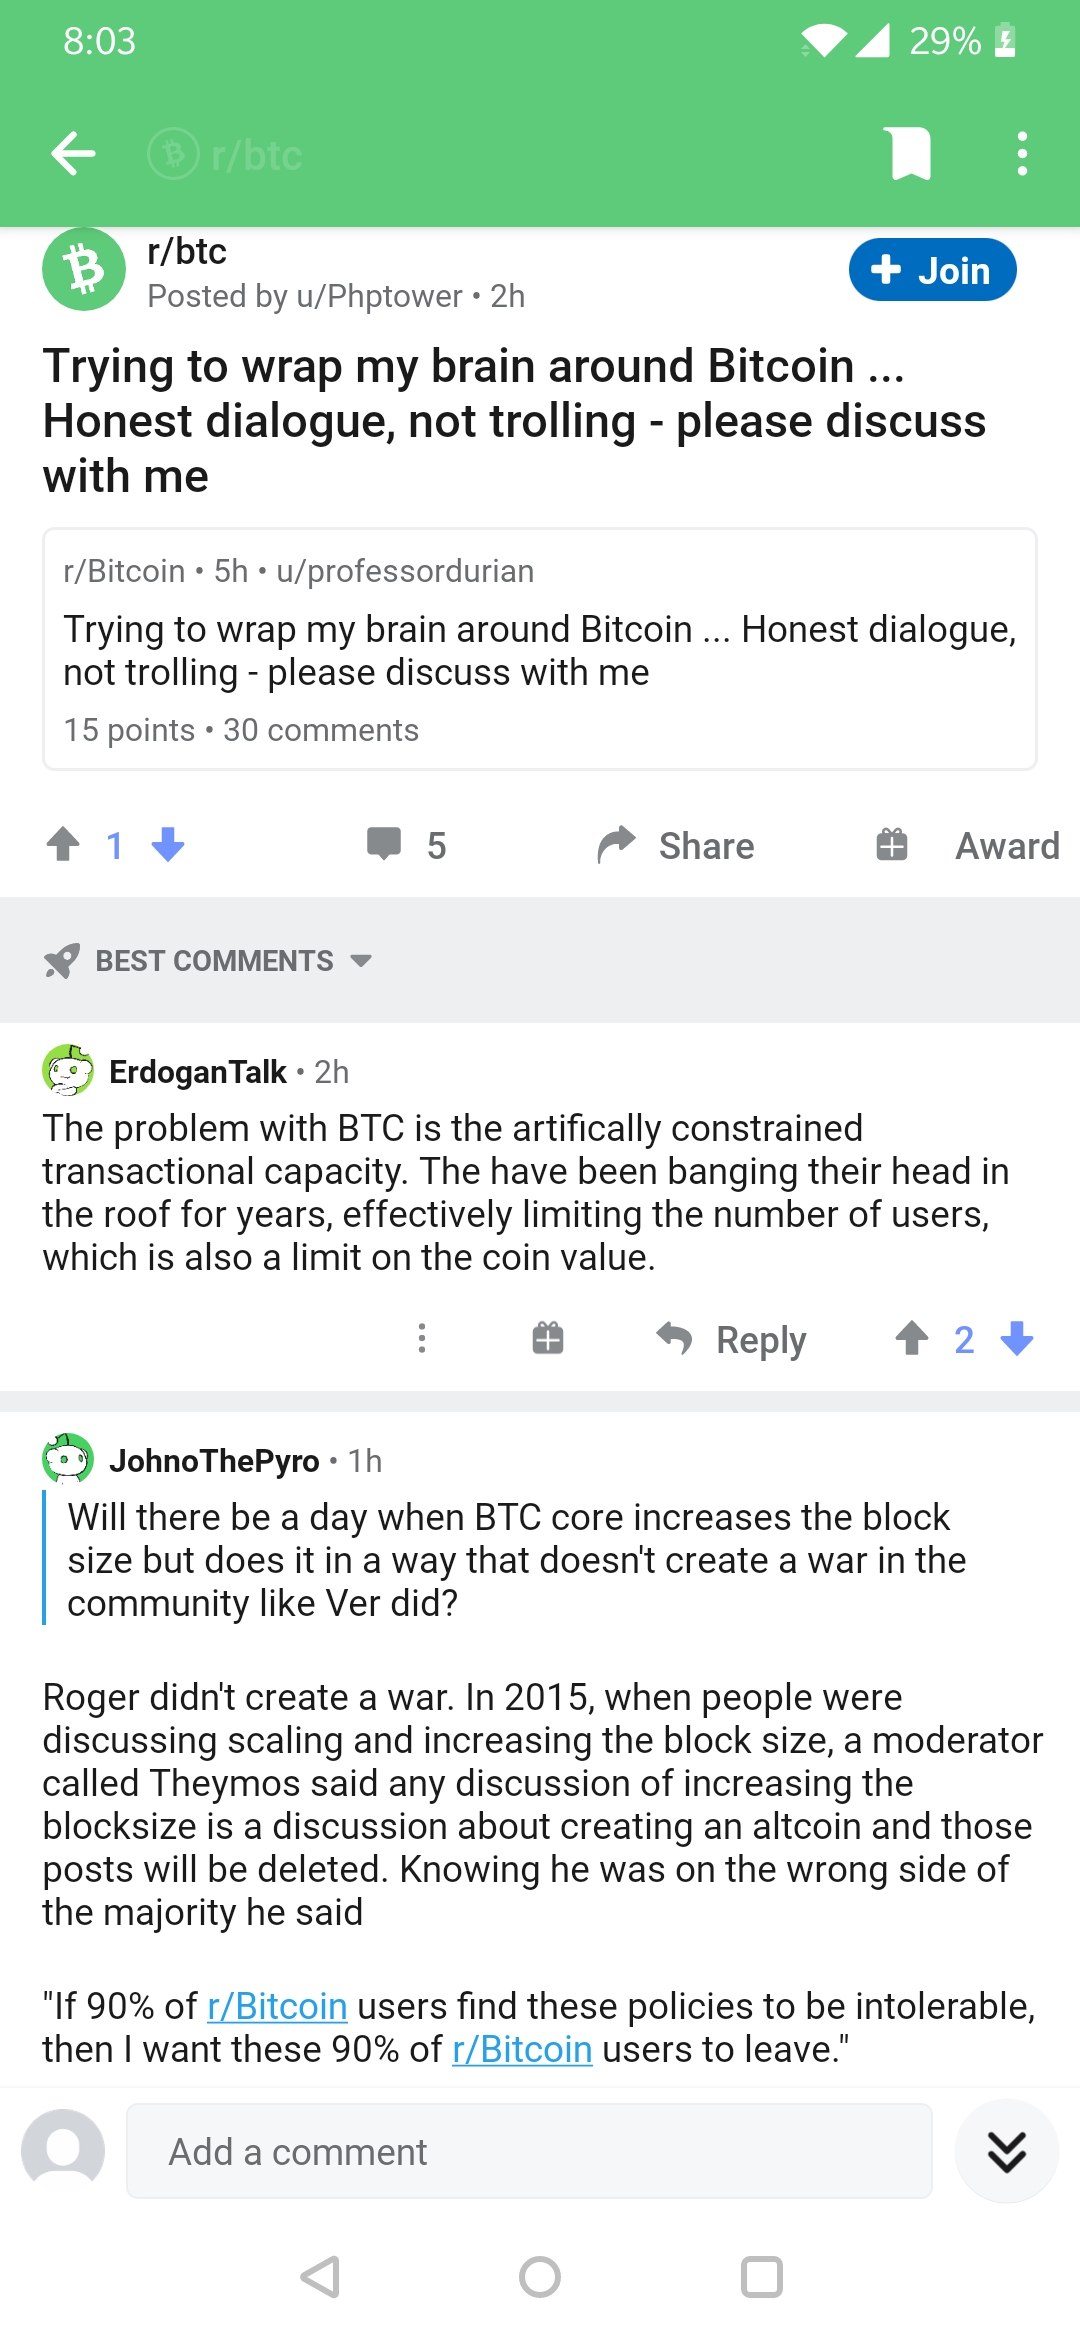 8:03
29%
r/btc
r/btc
Posted by u/Phptower • 2h
+ Join
Trying to wrap my brain around Bitcoin ...
Honest dialogue, not trolling - please discuss
with me
r/Bitcoin • 5h • u/professordurian
Trying to wrap my brain around Bitcoin ... Honest dialogue,
not trolling - please discuss with me
15 points • 30 comments
1
5
Share
Award
BEST COMMENTS
ErdoganTalk • 2h
The problem with BTC is the artifically constrained
transactional capacity. The have been banging their head in
the roof for years, effectively limiting the number of users,
which is also a limit on the coin value.
Reply
2
JohnoThePyro • 1h
Will there be a day when BTC core increases the block
size but does it in a way that doesn't create a war in the
community like Ver did?
Roger didn't create a war. In 2015, when people were
discussing scaling and increasing the block size, a moderator
called Theymos said any discussion of increasing the
blocksize is a discussion about creating an altcoin and those
posts will be deleted. Knowing he was on the wrong side of
the majority he said
"If 90% of r/Bitcoin users find these policies to be intolerable,
then I want these 90% of r/Bitcoin users to leave."
Add a comment